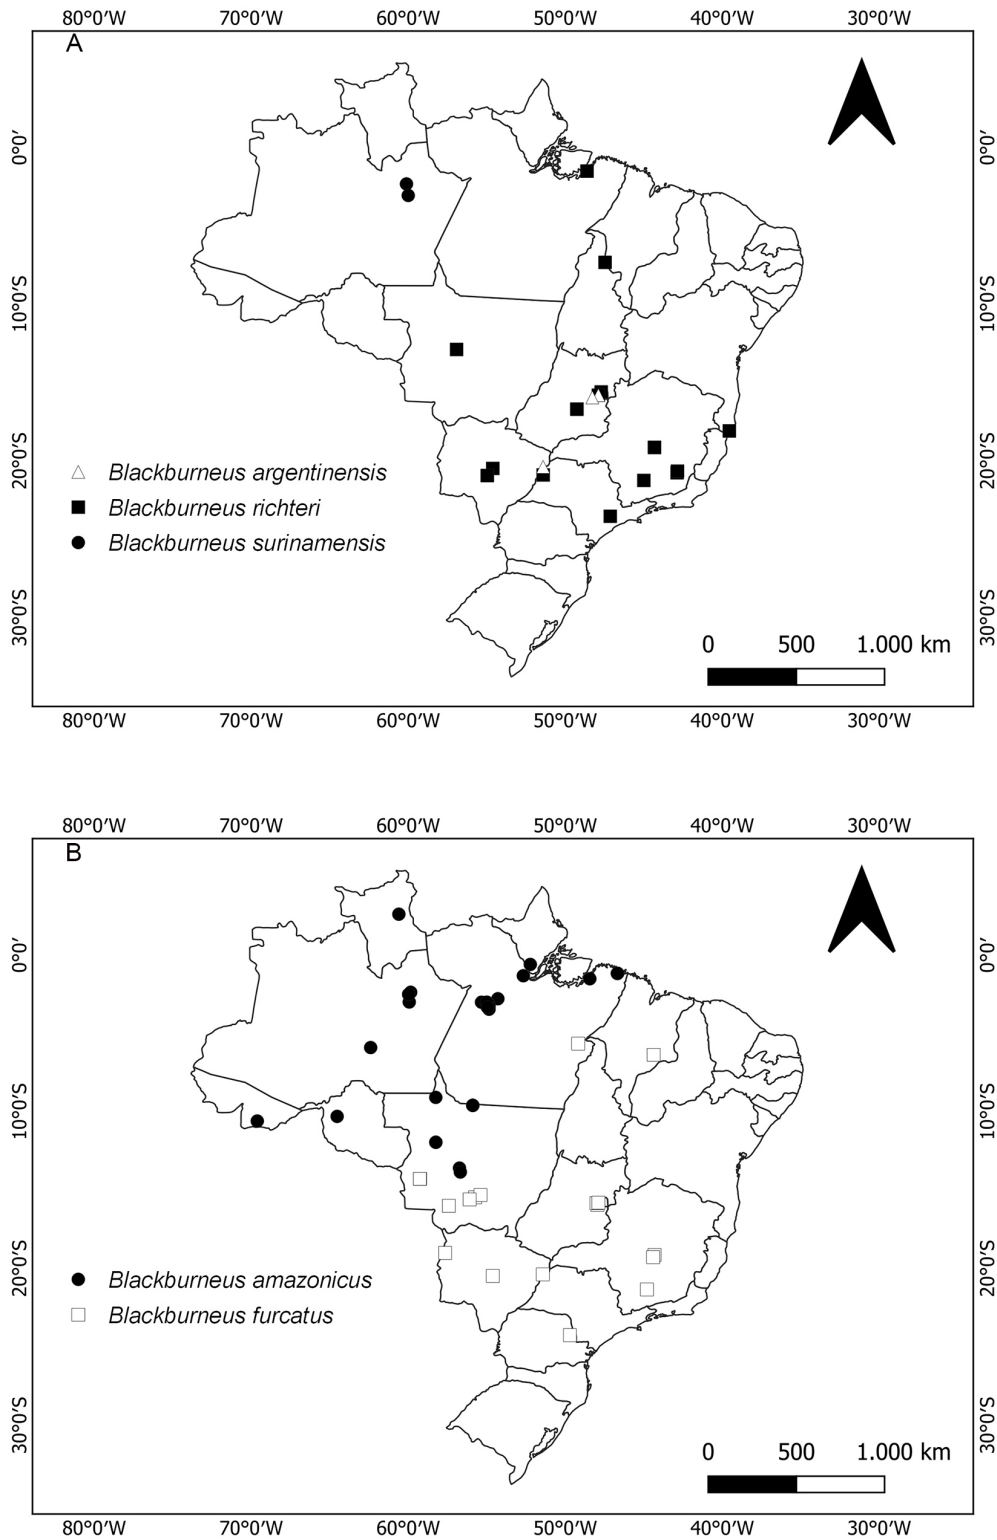 80°0'W 70°0'W 60°0'W 50°0'W 40°0'W 30°0'W
A
0°0' 0°0'
10°0'S 10°0'S
20°0'S 20°0'S
Blackburneus argentinensis
Blackburneus richteri
Blackburneus surinamensis
30°0'S 30°0'S
0 500 1.000 km
80°0'W 70°0'W 60°0'W 50°0'W 40°0'W 30°0'W
80°0'W 70°0'W 60°0'W 50°0'W 40°0'W 30°0'W
B
0°0' 0°0'
10°0'S 10°0'S
20°0'S 20°0'S
Blackburneus amazonicus
Blackburneus furcatus
30°0'S 30°0'S
0 500 1.000 km
80°0'W 70°0'W 60°0'W 50°0'W 40°0'W 30°0'W